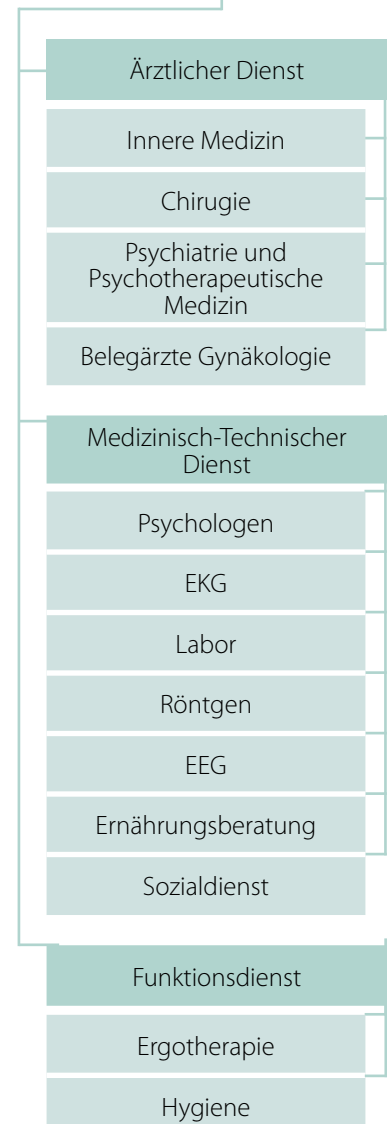 Ärztlicher Dienst
Innere Medizin
Chirugie
Psychiatrie und
Psychotherapeutische
Medizin
Belegärzte Gynäkologie
Medizinisch-Technischer
Dienst
Psychologen
EKG
Labor
Röntgen
EEG
Ernährungsberatung
Sozialdienst
Funktionsdienst
Ergotherapie
Hygiene